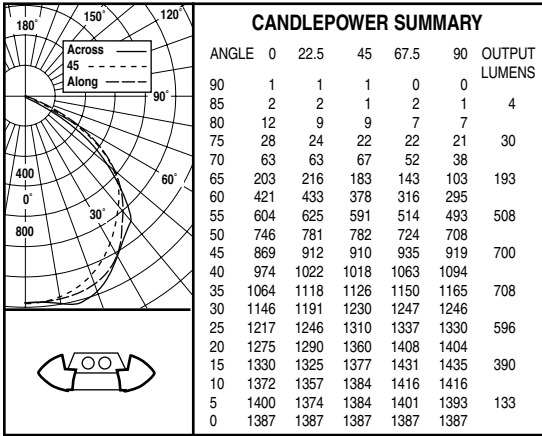 180° 150° 120°
Across
45
Along
90°
400
60°
0°
30°
800
CANDLEPOWER SUMMARY
ANGLE 0 22.5 45 67.5 90 OUTPUT
LUMENS
90 1 1 1 0 0
85 2 2 1 2 1 4
80 12 9 9 7 7
75 28 24 22 22 21 30
70 63 63 67 52 38
65 203 216 183 143 103 193
60 421 433 378 316 295
55 604 625 591 514 493 508
50 746 781 782 724 708
45 869 912 910 935 919 700
40 974 1022 1018 1063 1094
35 1064 1118 1126 1150 1165 708
30 1146 1191 1230 1247 1246
25 1217 1246 1310 1337 1330 596
20 1275 1290 1360 1408 1404
15 1330 1325 1377 1431 1435 390
10 1372 1357 1384 1416 1416
5 1400 1374 1384 1401 1393 133
0 1387 1387 1387 1387 1387